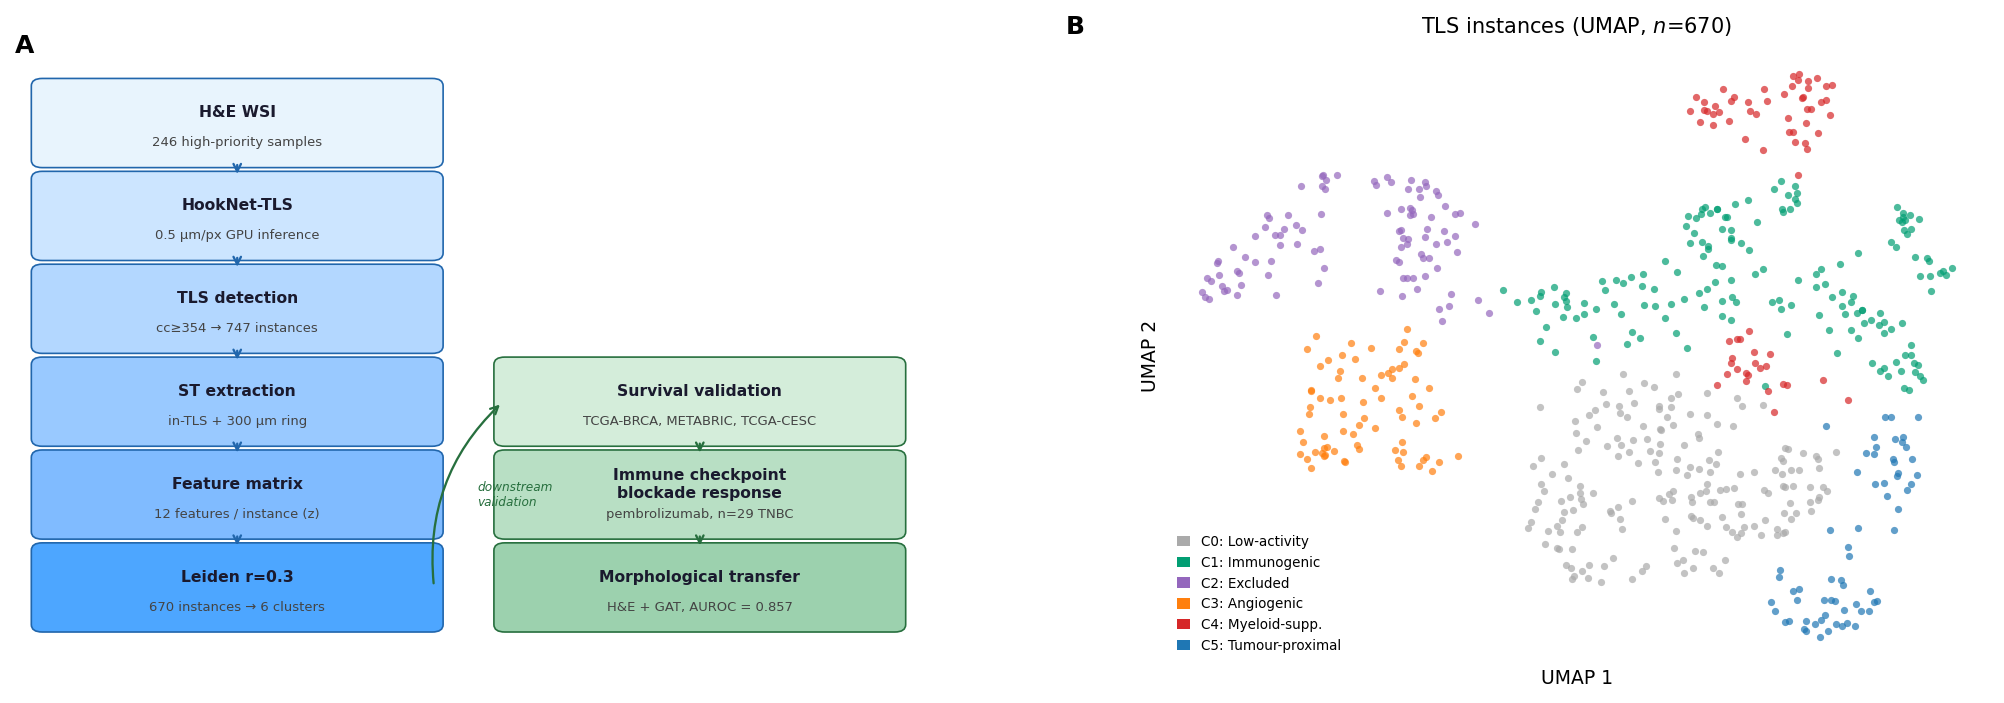 A
H&E WSI
246 high-priority samples
HookNet-TLS
0.5 µm/px GPU inference
TLS detection
cc≥354 → 747 instances
ST extraction
in-TLS + 300 µm ring
Feature matrix
12 features / instance (z)
Leiden r=0.3
670 instances → 6 clusters
downstream
validation
Survival validation
TCGA-BRCA, METABRIC, TCGA-CESC
Immune checkpoint
blockade response
pembrolizumab, n=29 TNBC
Morphological transfer
H&E + GAT, AUROC = 0.857
B
TLS instances (UMAP, n=670)
UMAP 2
C0: Low-activity
C1: Immunogenic
C2: Excluded
C3: Angiogenic
C4: Myeloid-supp.
C5: Tumour-proximal
UMAP 1